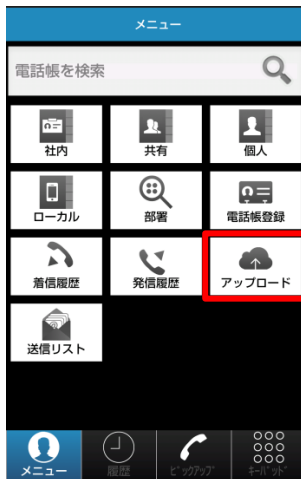 メニュー
電話帳を検索
社内
共有
個人
ローカル
部署
電話帳登録
着信履歴
発信履歴
アップロード
送信リスト
メニュー
履歴
ピックアップ
キーパッド